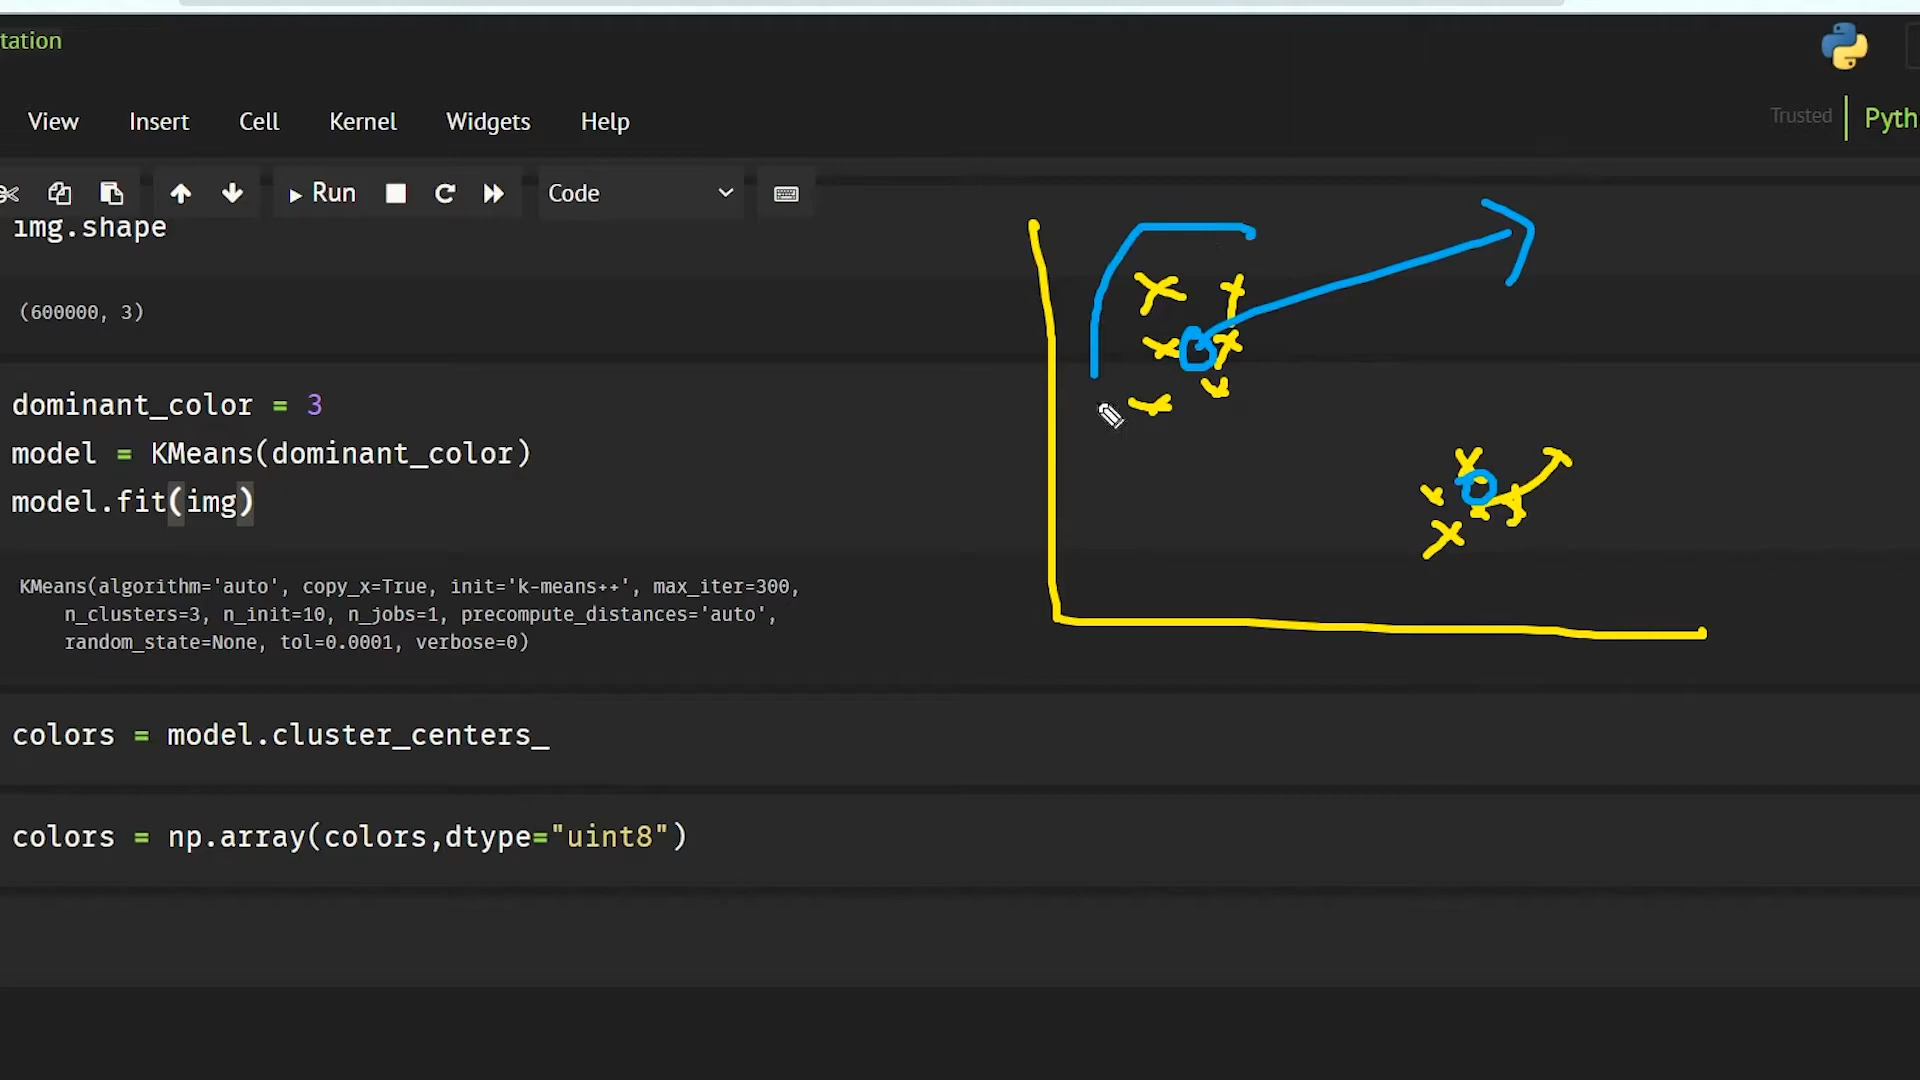 tation
View Insert Cell Kernel Widgets Help
Trusted Pyth
Run Code
img.shape
(600000, 3)
dominant_color = 3
model = KMeans(dominant_color)
model.fit(img)
KMeans(algorithm='auto', copy_x=True, init='k-means++', max_iter=300,
n_clusters=3, n_init=10, n_jobs=1, precompute_distances='auto',
random_state=None, tol=0.0001, verbose=0)
colors = model.cluster_centers_
colors = np.array(colors,dtype="uint8")